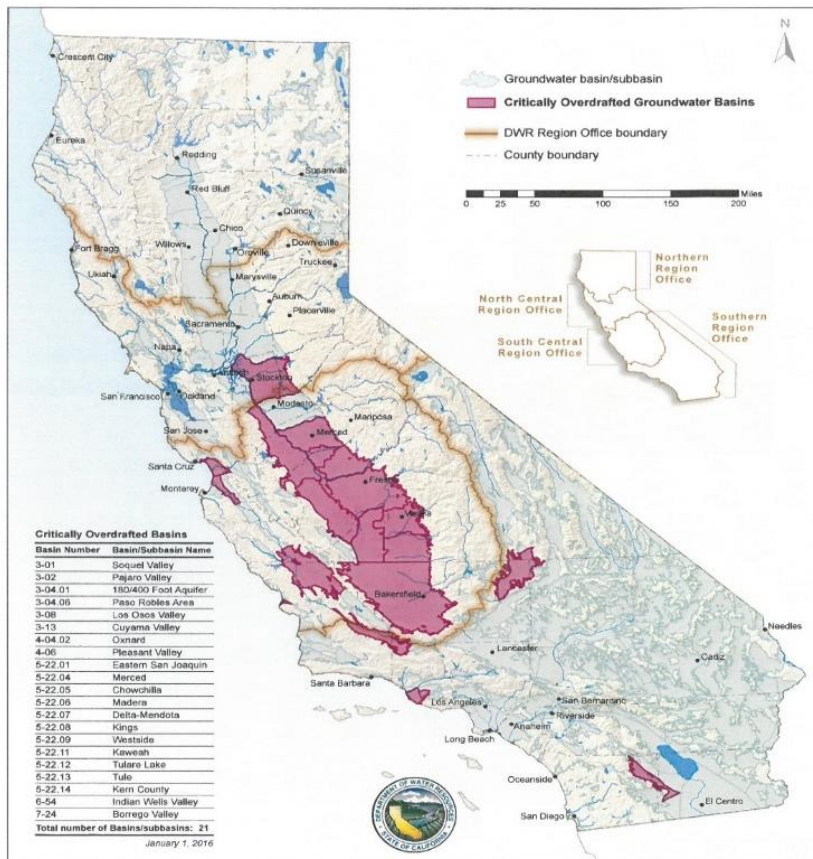 N
Groundwater basin/subbasin
Critically Overdrafted Groundwater Basins
DWR Region Office boundary
County boundary
Miles
0 12.5 25 50 75 100 150 200
Crescent City
Eureka
Redding
Red Bluff
Susanville
Quincy
Chico
Willows
Oroville
Downieville
Fort Bragg
Truckee
Ukiah
Marysville
Auburn
Placerville
Sacramento
Napa
Stockton
San Francisco
Oakland
Modesto
Mariposa
San Jose
Merced
Santa Cruz
Monterey
Fresno
Visalia
Bakersfield
Lancaster
Needles
Cadiz
Santa Barbara
Los Angeles
San Bernardino
Riverside
Anaheim
Long Beach
Oceanside
San Diego
El Centro
Northern
Region
Office
North Central
Region Office
South Central
Region Office
Southern
Region
Office
Critically Overdrafted Basins
Basin Number Basin/Subbasin Name
3-01 Soquel Valley
3-02 Pajaro Valley
3-04.01 180/400 Foot Aquifer
3-04.06 Paso Robles Area
3-08 Los Osos Valley
3-13 Cuyama Valley
4-04.02 Oxnard
4-06 Pleasant Valley
5-22.01 Eastern San Joaquin
5-22.04 Merced
5-22.05 Chowchilla
5-22.06 Madera
5-22.07 Delta-Mendota
5-22.08 Kings
5-22.09 Westside
5-22.11 Kaweah
5-22.12 Tulare Lake
5-22.13 Tule
5-22.14 Kern County
6-54 Indian Wells Valley
7-24 Borrego Valley
Total number of Basins/subbasins: 21
January 1, 2016
DEPARTMENT OF WATER RESOURCES
STATE OF CALIFORNIA